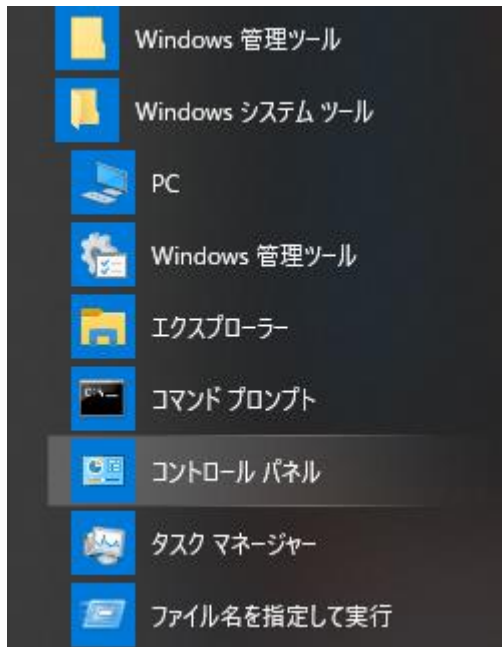 Windows 管理ツール
Windows システム ツール
PC
Windows 管理ツール
エクスプローラー
コマンド プロンプト
コントロール パネル
タスク マネージャー
ファイル名を指定して実行